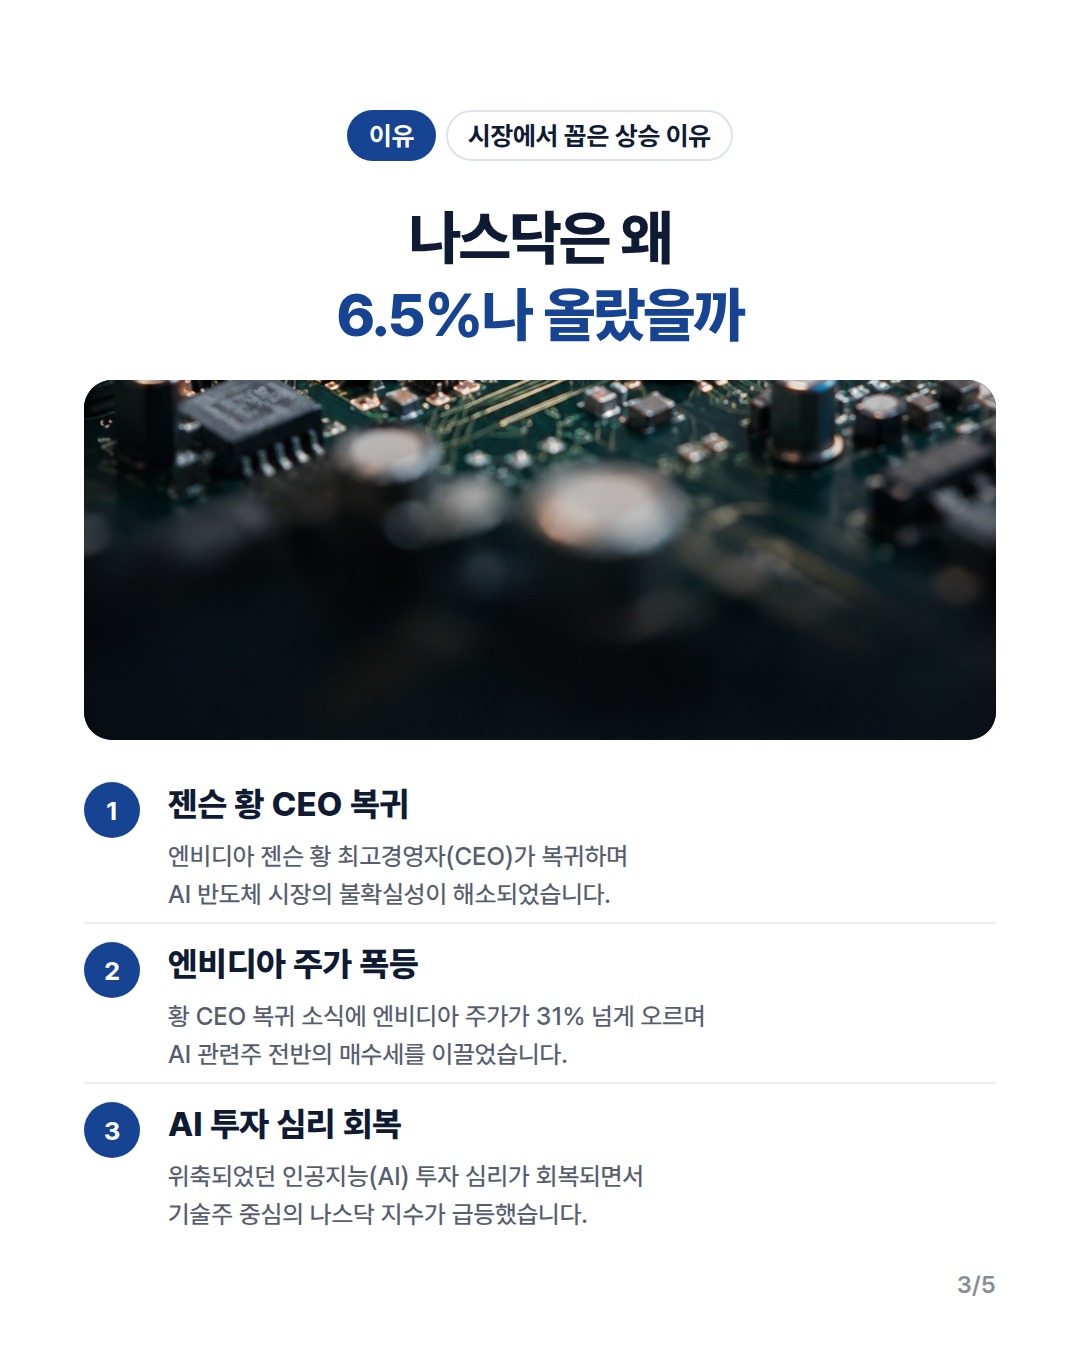 이유
시장에서 꼽은 상승 이유
나스닥은 왜
6.5%나 올랐을까
1
젠슨 황 CEO 복귀
엔비디아 젠슨 황 최고경영자(CEO)가 복귀하며
AI 반도체 시장의 불확실성이 해소되었습니다.
2
엔비디아 주가 폭등
황 CEO 복귀 소식에 엔비디아 주가가 31% 넘게 오르며
AI 관련주 전반의 매수세를 이끌었습니다.
3
AI 투자 심리 회복
위축되었던 인공지능(AI) 투자 심리가 회복되면서
기술주 중심의 나스닥 지수가 급등했습니다.
3/5